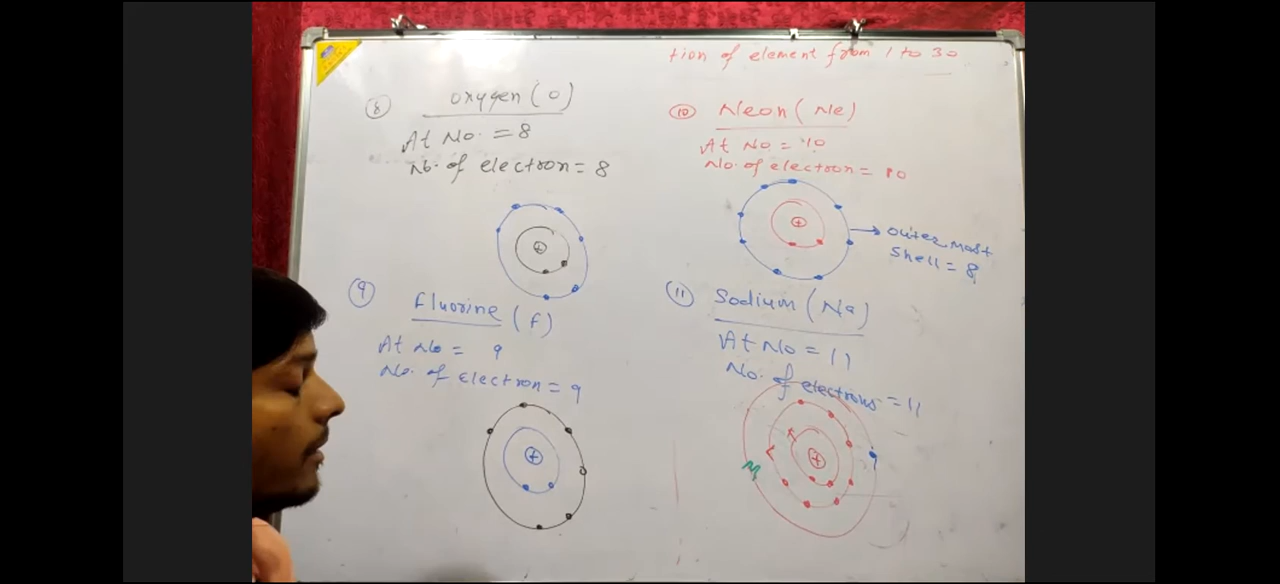 tion of element from 1 to 30
8 Oxygen (O)
At No. = 8
No. of electron = 8
9 Fluorine (F)
At No = 9
No. of electron = 9
10 Neon (Ne)
At No = 10
No. of electron = 10
Outer most
Shell = 8
11 Sodium (Na)
At No = 11
No. of electrons = 11
K
L
M